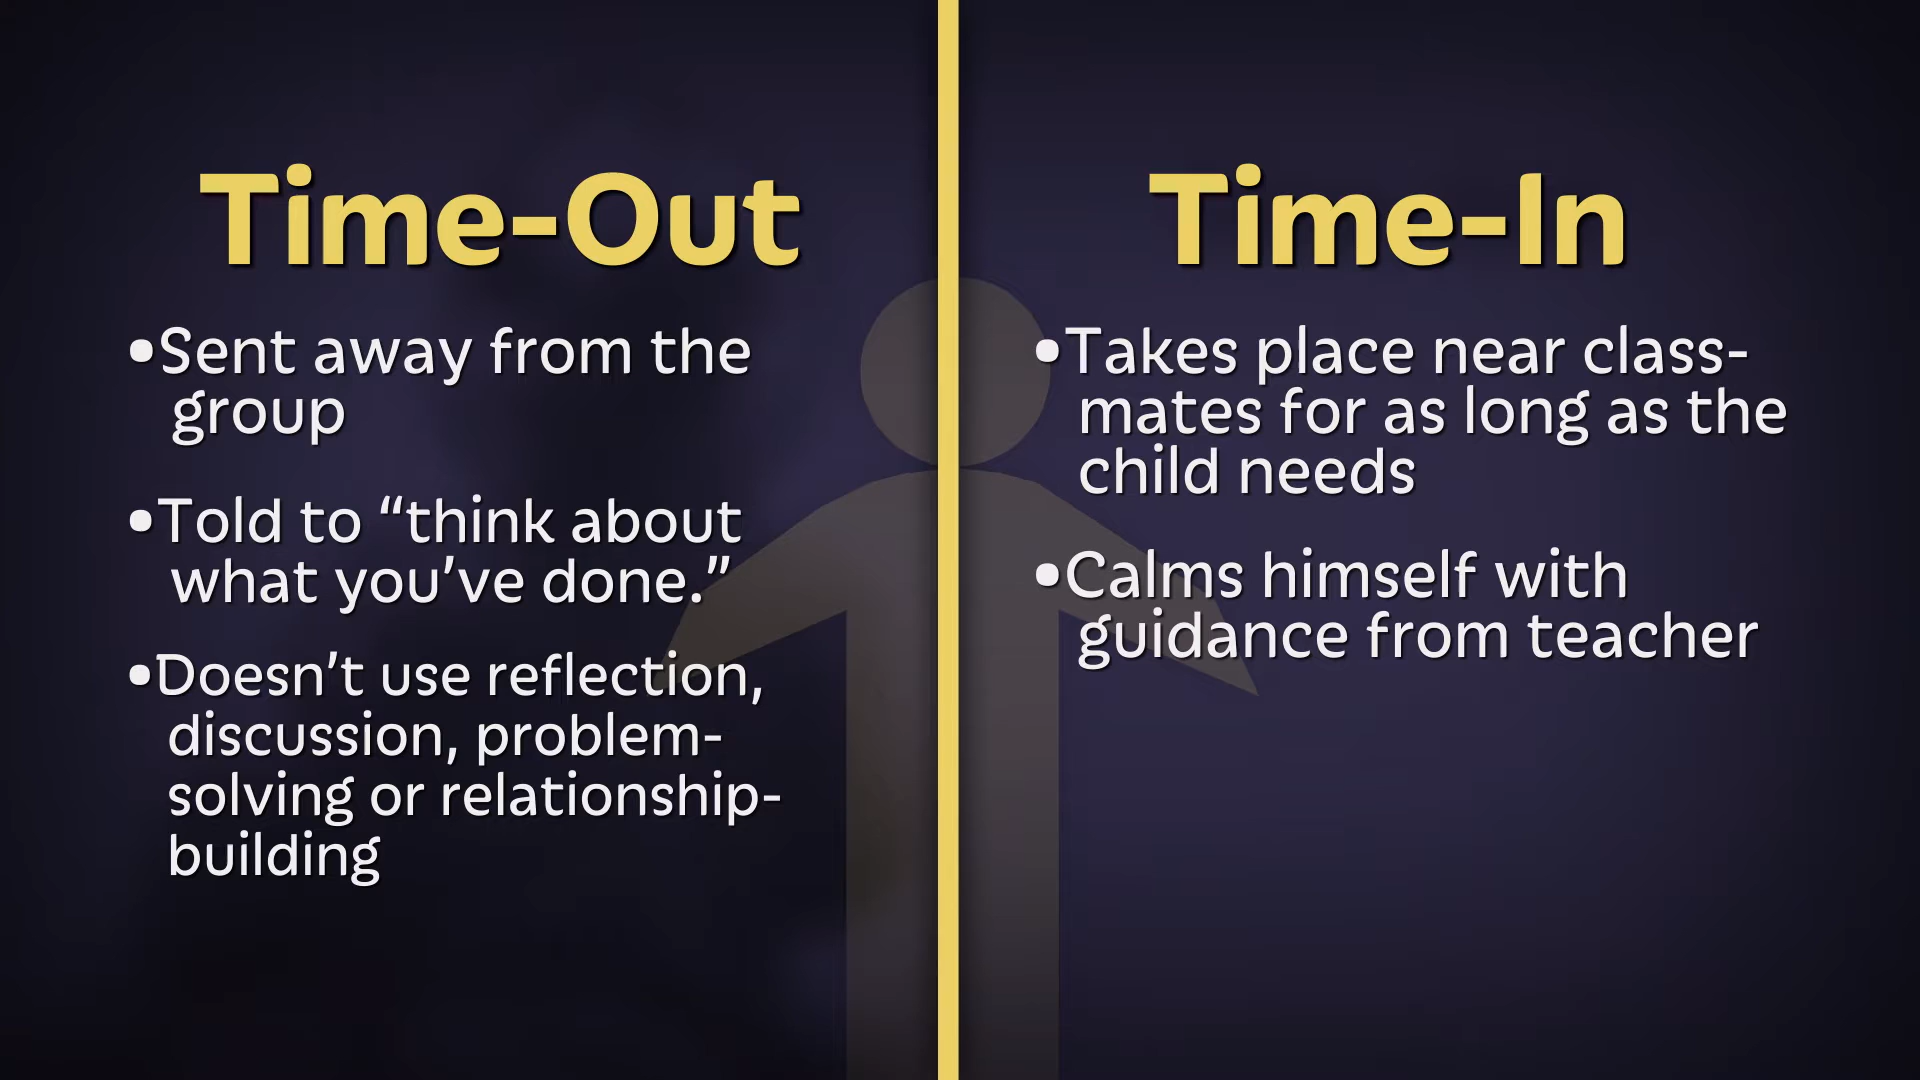 Time-Out
•Sent away from the
group
•Told to “think about
what you’ve done.”
•Doesn’t use reflection,
discussion, problem-
solving or relationship-
building
Time-In
•Takes place near class-
mates for as long as the
child needs
•Calms himself with
guidance from teacher